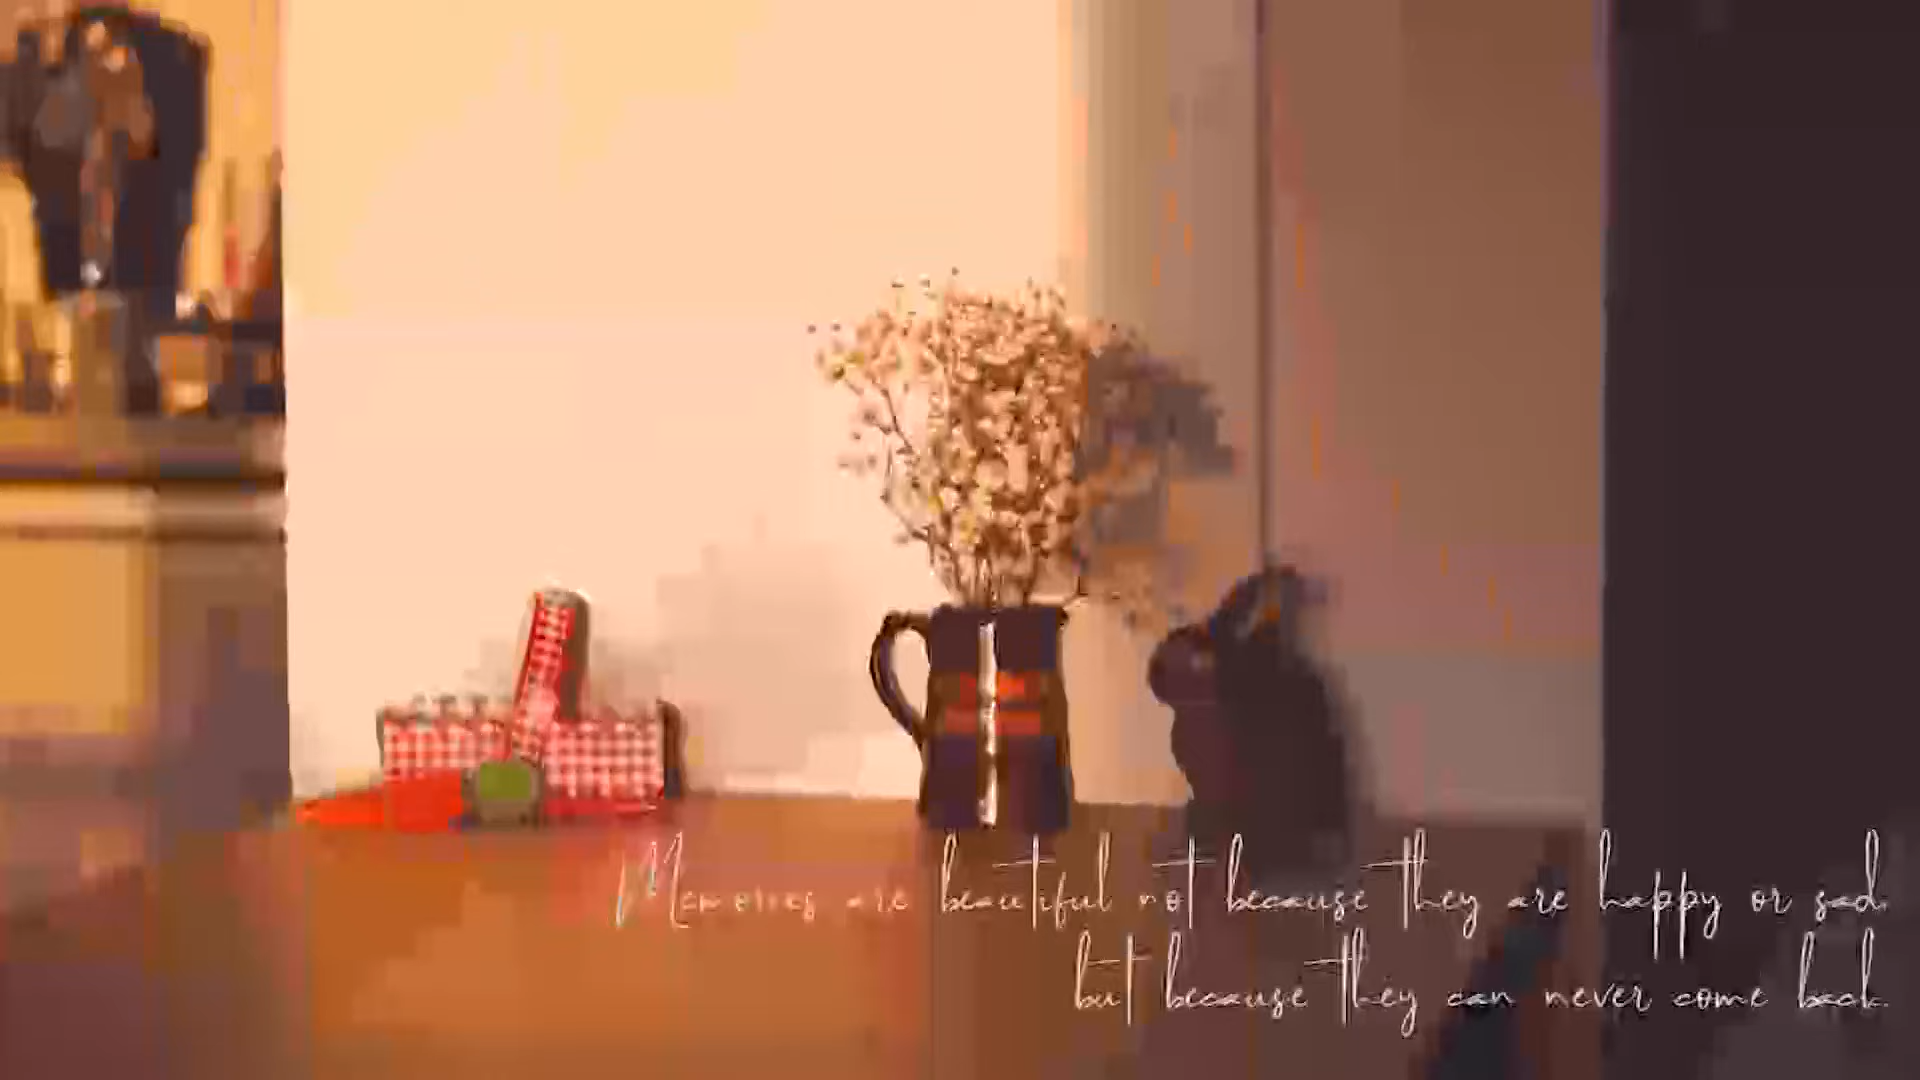 Memories are beautiful not because they are happy or sad,
but because they can never come back.